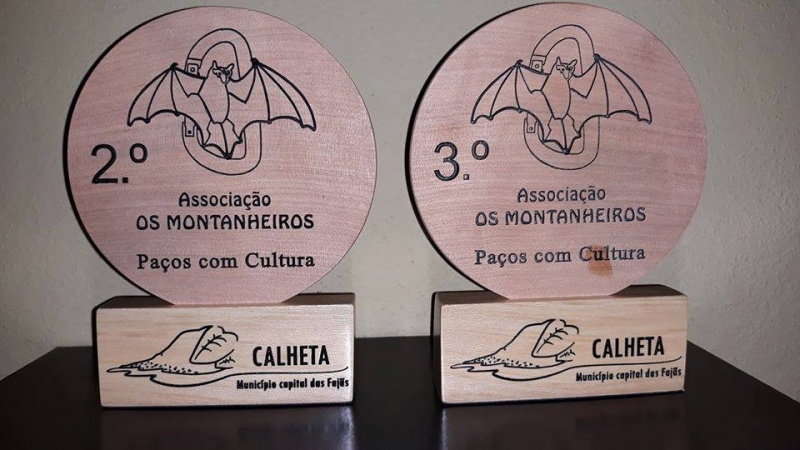 2.º
Associação
OS MONTANHEIROS
Paços com Cultura
CALHETA
Município capital das Fajãs
3.º
Associação
OS MONTANHEIROS
Paços com Cultura
CALHETA
Município capital das Fajãs